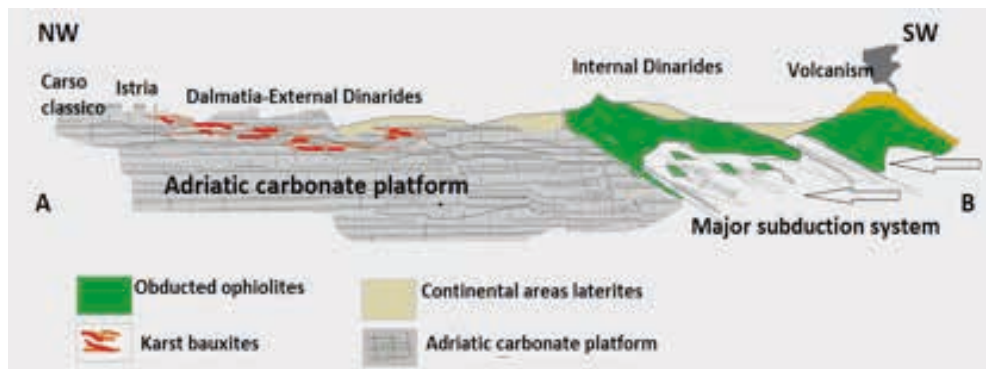 NW
SW
Carso
classico
Istria
Dalmatia-External Dinarides
Internal Dinarides
Volcanism
Adriatic carbonate platform
A
B
Major subduction system
Obducted ophiolites
Continental areas laterites
Karst bauxites
Adriatic carbonate platform